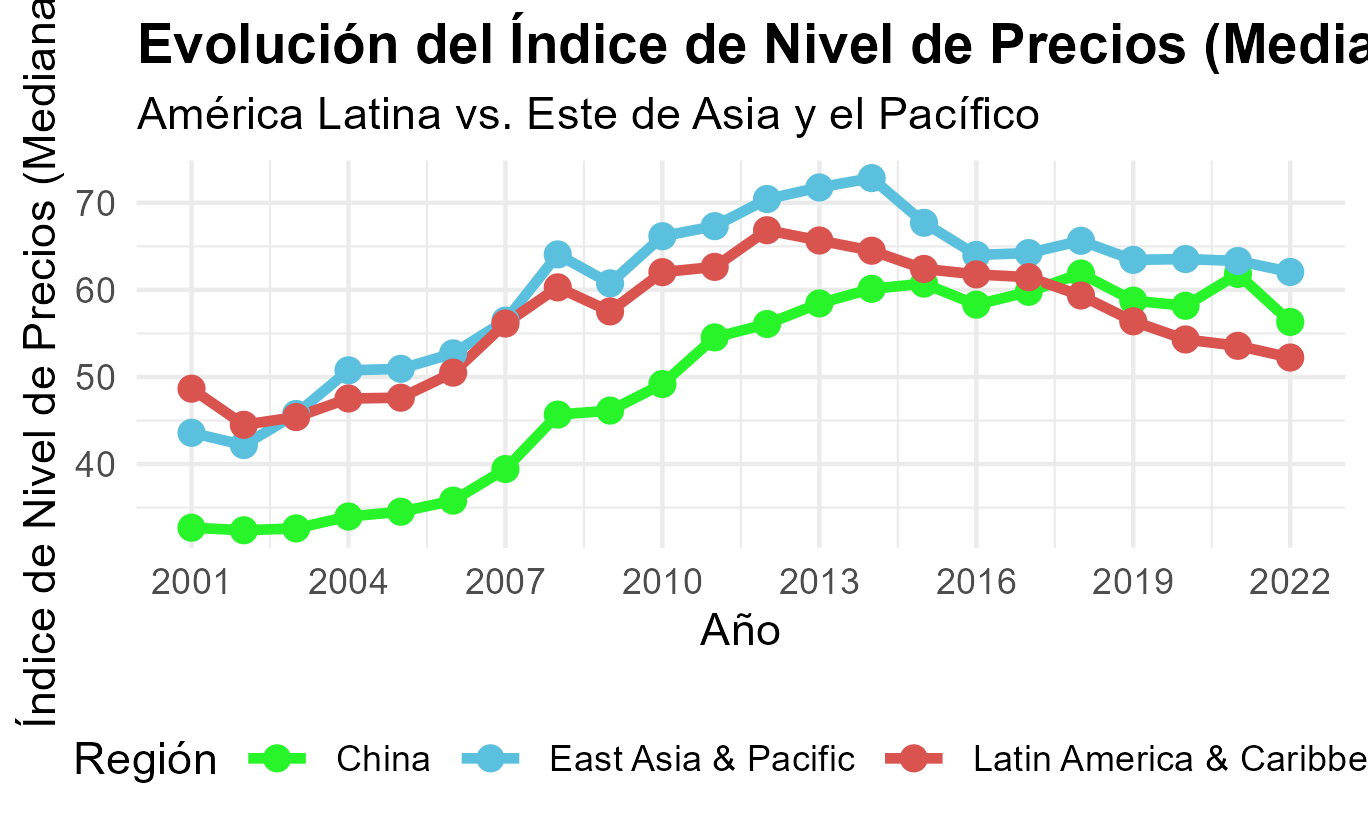 Evolución del Índice de Nivel de Precios (Media
América Latina vs. Este de Asia y el Pacífico
Índice de Nivel de Precios (Mediana
70
60
50
40
2001 2004 2007 2010 2013 2016 2019 2022
Año
Región China East Asia & Pacific Latin America & Caribbe